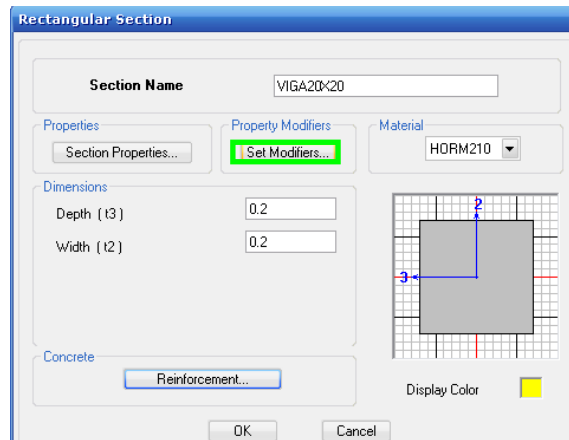 Rectangular Section
Section Name VIGA20X20
Properties Property Modifiers Material
Section Properties... Set Modifiers... HORM210
Dimensions
Depth ( t3 ) 0.2
Width ( t2 ) 0.2
2
3
Concrete
Reinforcement...
Display Color
OK Cancel